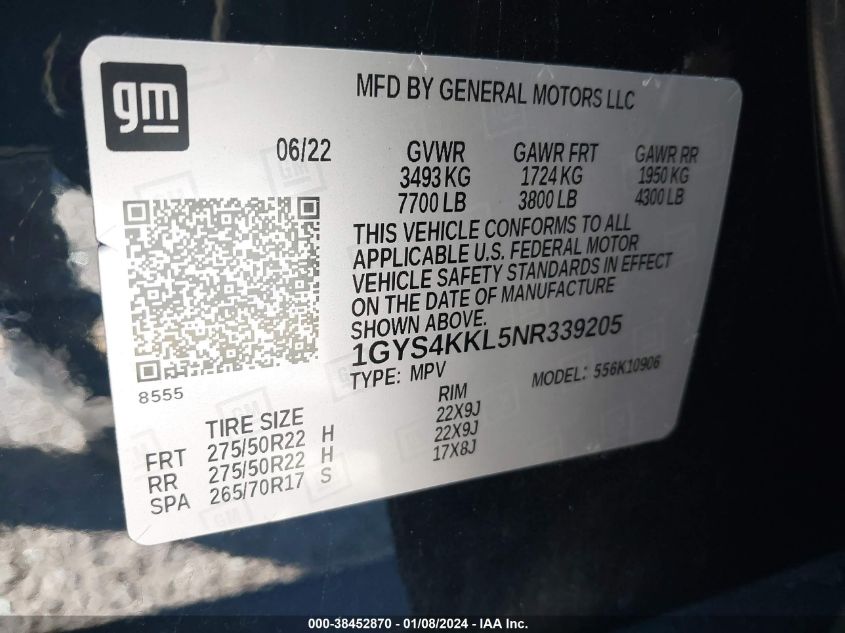 gm
MFD BY GENERAL MOTORS LLC
06/22 GVWR GAWR FRT GAWR RR
3493 KG 1724 KG 1950 KG
7700 LB 3800 LB 4300 LB
THIS VEHICLE CONFORMS TO ALL
APPLICABLE U.S. FEDERAL MOTOR
VEHICLE SAFETY STANDARDS IN EFFECT
ON THE DATE OF MANUFACTURE
SHOWN ABOVE.
1GYS4KKL5NR339205
TYPE: MPV MODEL: 556K10906
8555
TIRE SIZE RIM
FRT 275/50R22 H 22X9J
RR 275/50R22 H 22X9J
SPA 265/70R17 S 17X8J
000-38452870 - 01/08/2024 - IAA Inc.